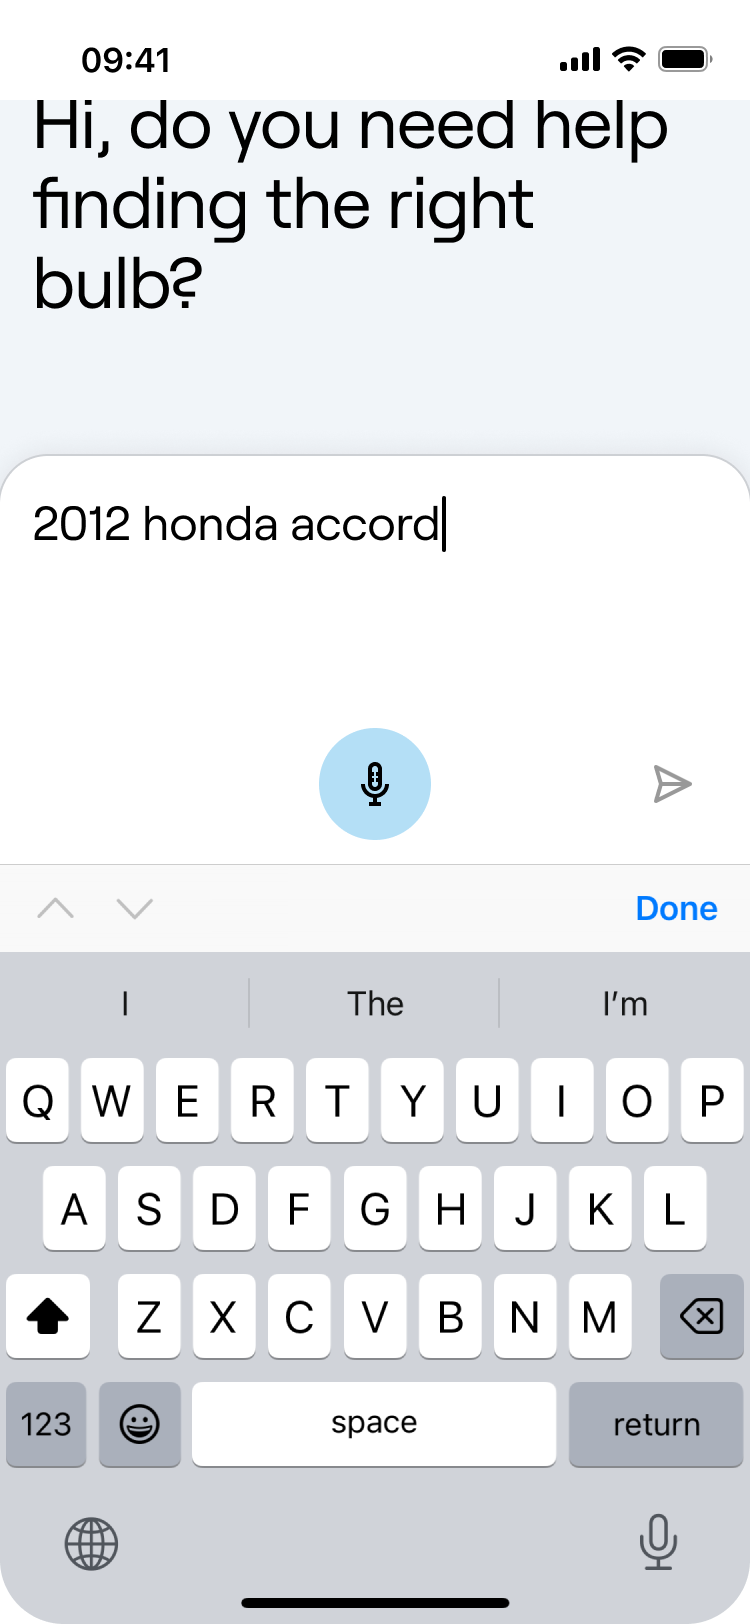 09:41
Hi, do you need help
finding the right
bulb?
2012 honda accord
Done
I The I’m
Q W E R T Y U I O P
A S D F G H J K L
Z X C V B N M
123 space return